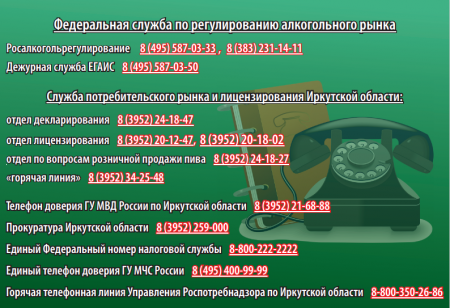 Федеральная служба по регулированию алкогольного рынка
Росалкогольрегулирование 8 (495) 587-03-33 , 8 (383) 231-14-11
Дежурная служба ЕГАИС 8 (495) 587-03-50
Служба потребительского рынка и лицензирования Иркутской области:
отдел декларирования 8 (3952) 24-18-47
отдел лицензирования 8 (3952) 20-12-47, 8 (3952) 20-18-02
отдел по вопросам розничной продажи пива 8 (3952) 24-18-27
«горячая линия» 8 (3952) 34-25-48
Телефон доверия ГУ МВД России по Иркутской области 8 (3952) 21-68-88
Прокуратура Иркутской области 8 (3952) 259-000
Единый Федеральный номер налоговой службы 8-800-222-2222
Единый телефон доверия ГУ МЧС России 8 (495) 400-99-99
Горячая телефонная линия Управления Роспотребнадзора по Иркутской области 8-800-350-26-86